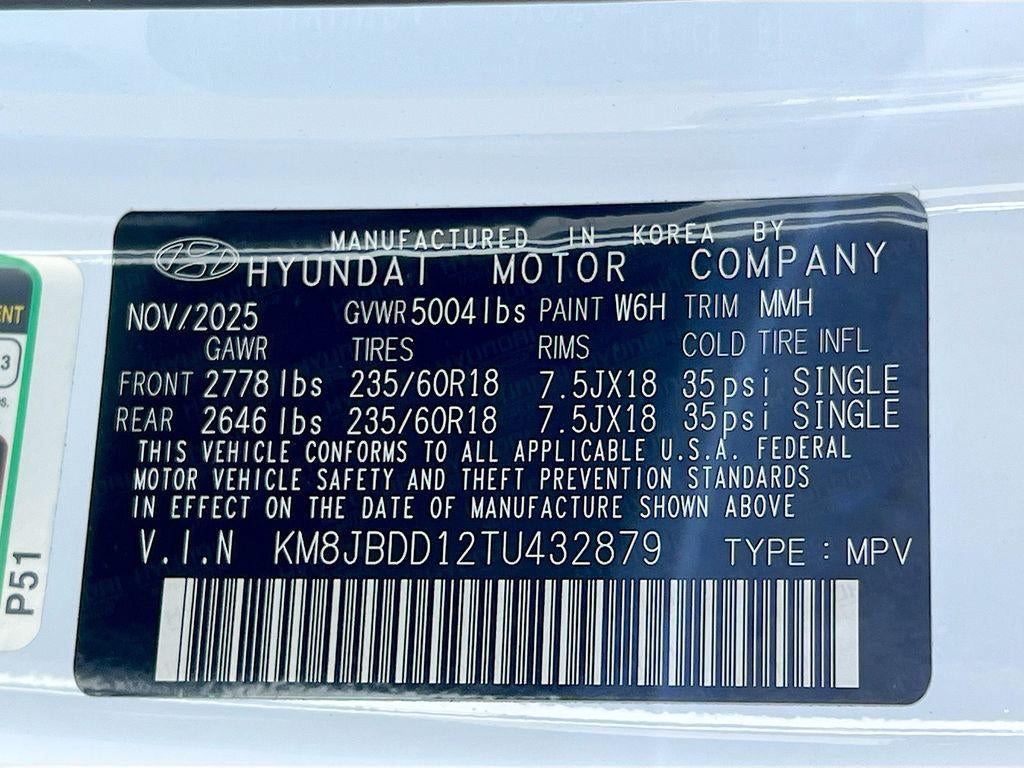 MANUFACTURED IN KOREA BY
HYUNDAI MOTOR COMPANY
NOV/2025 GVWR 5004lbs PAINT W6H TRIM MMH
GAWR TIRES RIMS COLD TIRE INFL
FRONT 2778 lbs 235/60R18 7.5JX18 35psi SINGLE
REAR 2646 lbs 235/60R18 7.5JX18 35psi SINGLE
THIS VEHICLE CONFORMS TO ALL APPLICABLE U.S.A. FEDERAL
MOTOR VEHICLE SAFETY AND THEFT PREVENTION STANDARDS
IN EFFECT ON THE DATE OF MANUFACTURE SHOWN ABOVE
V.I.N KM8JBDD12TU432879 TYPE : MPV
3
P51